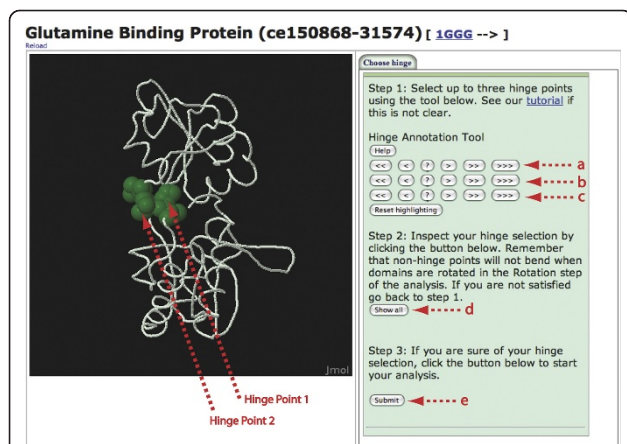 Glutamine Binding Protein (ce150868-31574) [ 1GGG --> ]
Reload
Choose hinge
Step 1: Select up to three hinge points
using the tool below. See our tutorial if
this is not clear.
Hinge Annotation Tool
Help
<< < ? > >> >>> a
<< < ? > >> >>> b
<< < ? > >> >>> c
Reset highlighting
Step 2: Inspect your hinge selection by
clicking the button below. Remember
that non-hinge points will not bend when
domains are rotated in the Rotation step
of the analysis. If you are not satisfied
go back to step 1.
Show all d
Step 3: If you are sure of your hinge
selection, click the button below to start
your analysis.
Submit e
Jmol
Hinge Point 1
Hinge Point 2